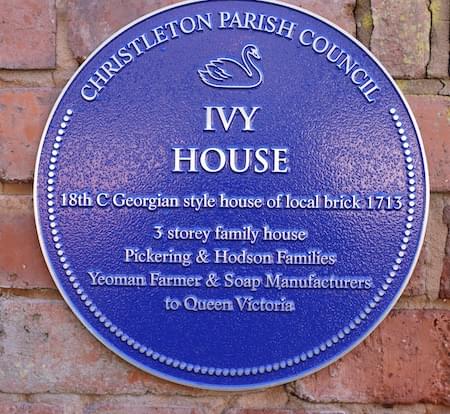 CHRISTLETON PARISH COUNCIL
IVY
HOUSE
18th C Georgian style house of local brick 1713
3 storey family house
Pickering & Hodson Families
Yeoman Farmer & Soap Manufacturers
to Queen Victoria